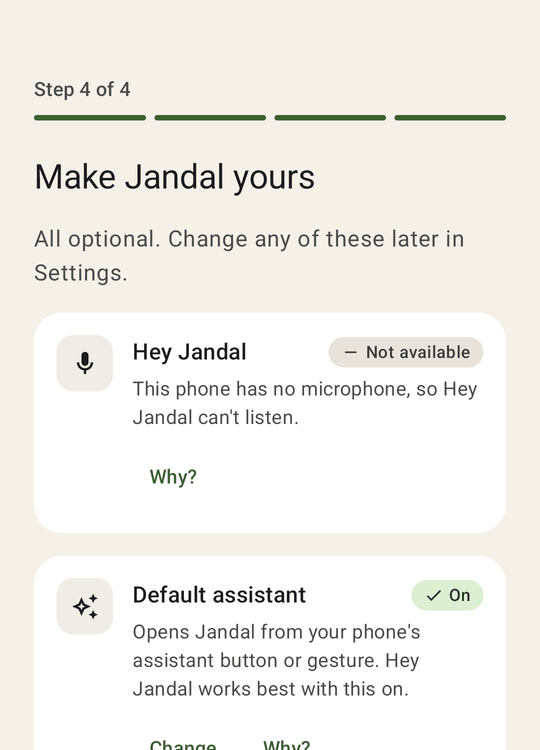 Step 4 of 4
Make Jandal yours
All optional. Change any of these later in
Settings.
Hey Jandal
Not available
This phone has no microphone, so Hey
Jandal can't listen.
Why?
Default assistant
On
Opens Jandal from your phone's
assistant button or gesture. Hey
Jandal works best with this on.
Change Why?